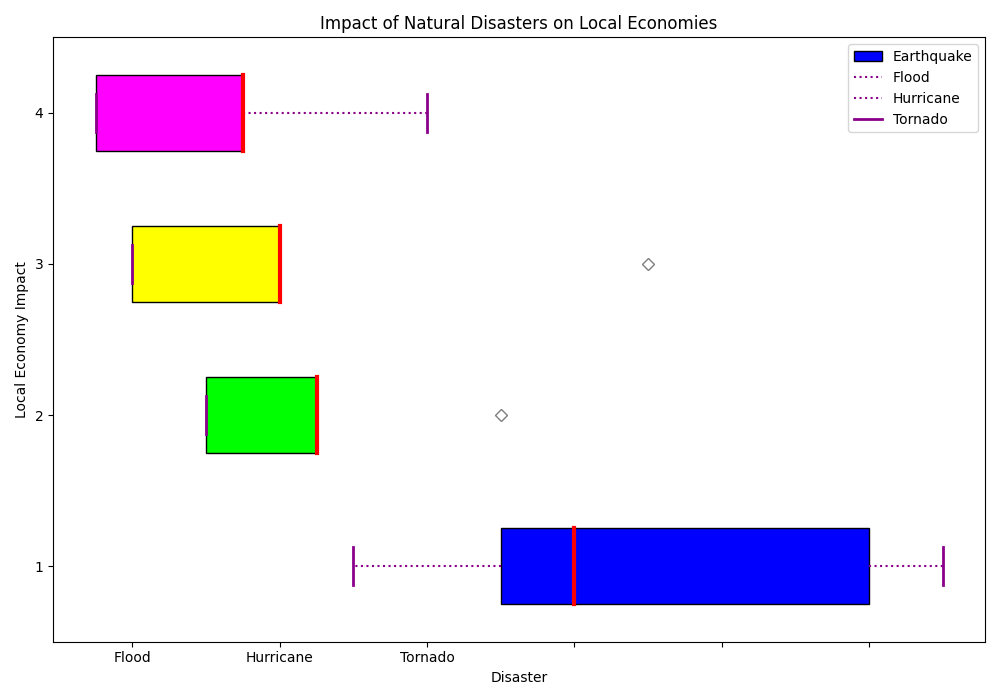 Impact of Natural Disasters on Local Economies
Earthquake
Flood
Hurricane
Tornado
4
3
2
1
Local Economy Impact
Flood Hurricane Tornado
Disaster